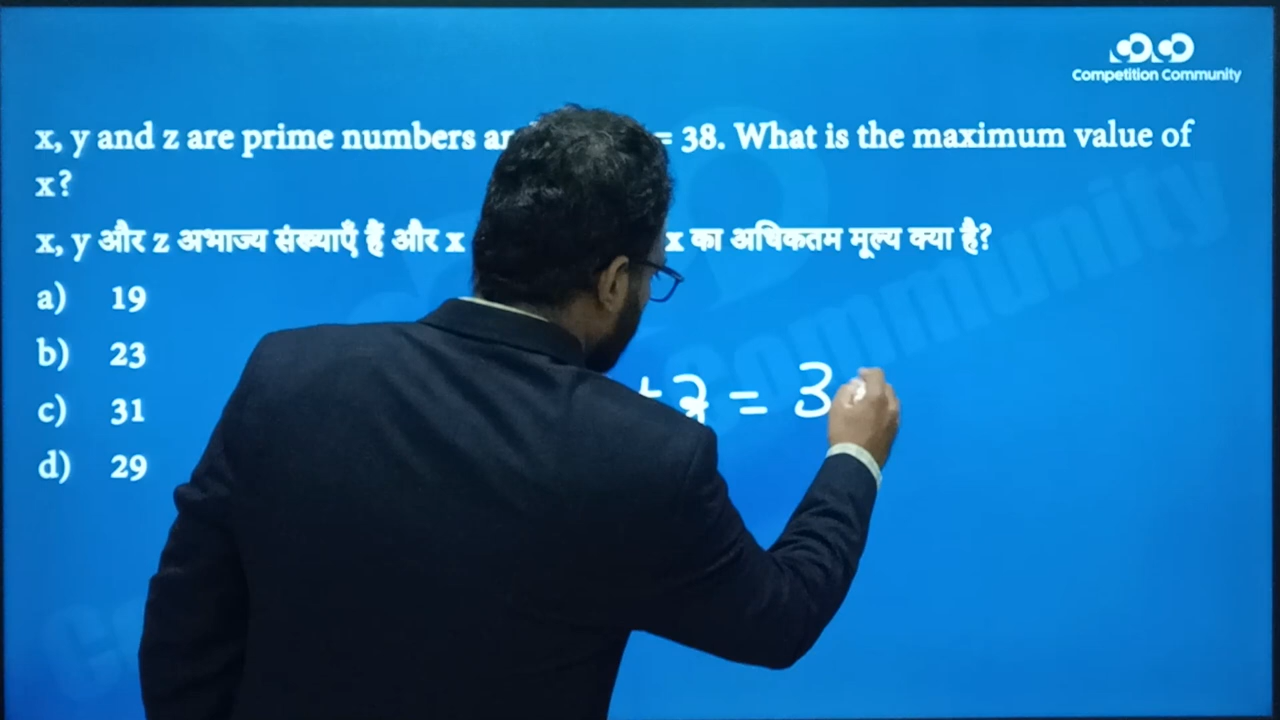 Competition Community
x, y and z are prime numbers = 38. What is the maximum value of
x?
x, y और z अभाज्य संख्याएँ हैं और x x का अधिकतम मूल्य क्या है?
a) 19
b) 23
c) 31
d) 29
= 3
Community